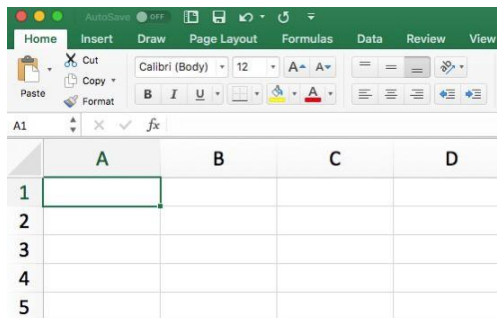 AutoSave OFF
Home Insert Draw Page Layout Formulas Data Review View
Cut
Calibri (Body) 12 A A
Copy
Paste
Format
B I U A
A1 fx
A B C D
1
2
3
4
5